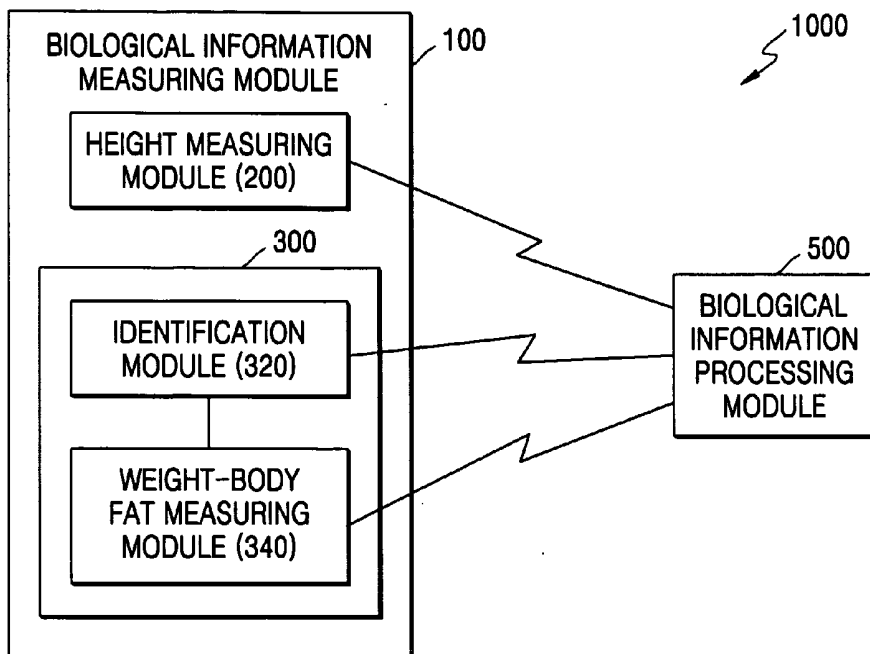 BIOLOGICAL INFORMATION
MEASURING MODULE
100
1000
HEIGHT MEASURING
MODULE (200)
300
IDENTIFICATION
MODULE (320)
WEIGHT-BODY
FAT MEASURING
MODULE (340)
500
BIOLOGICAL
INFORMATION
PROCESSING
MODULE